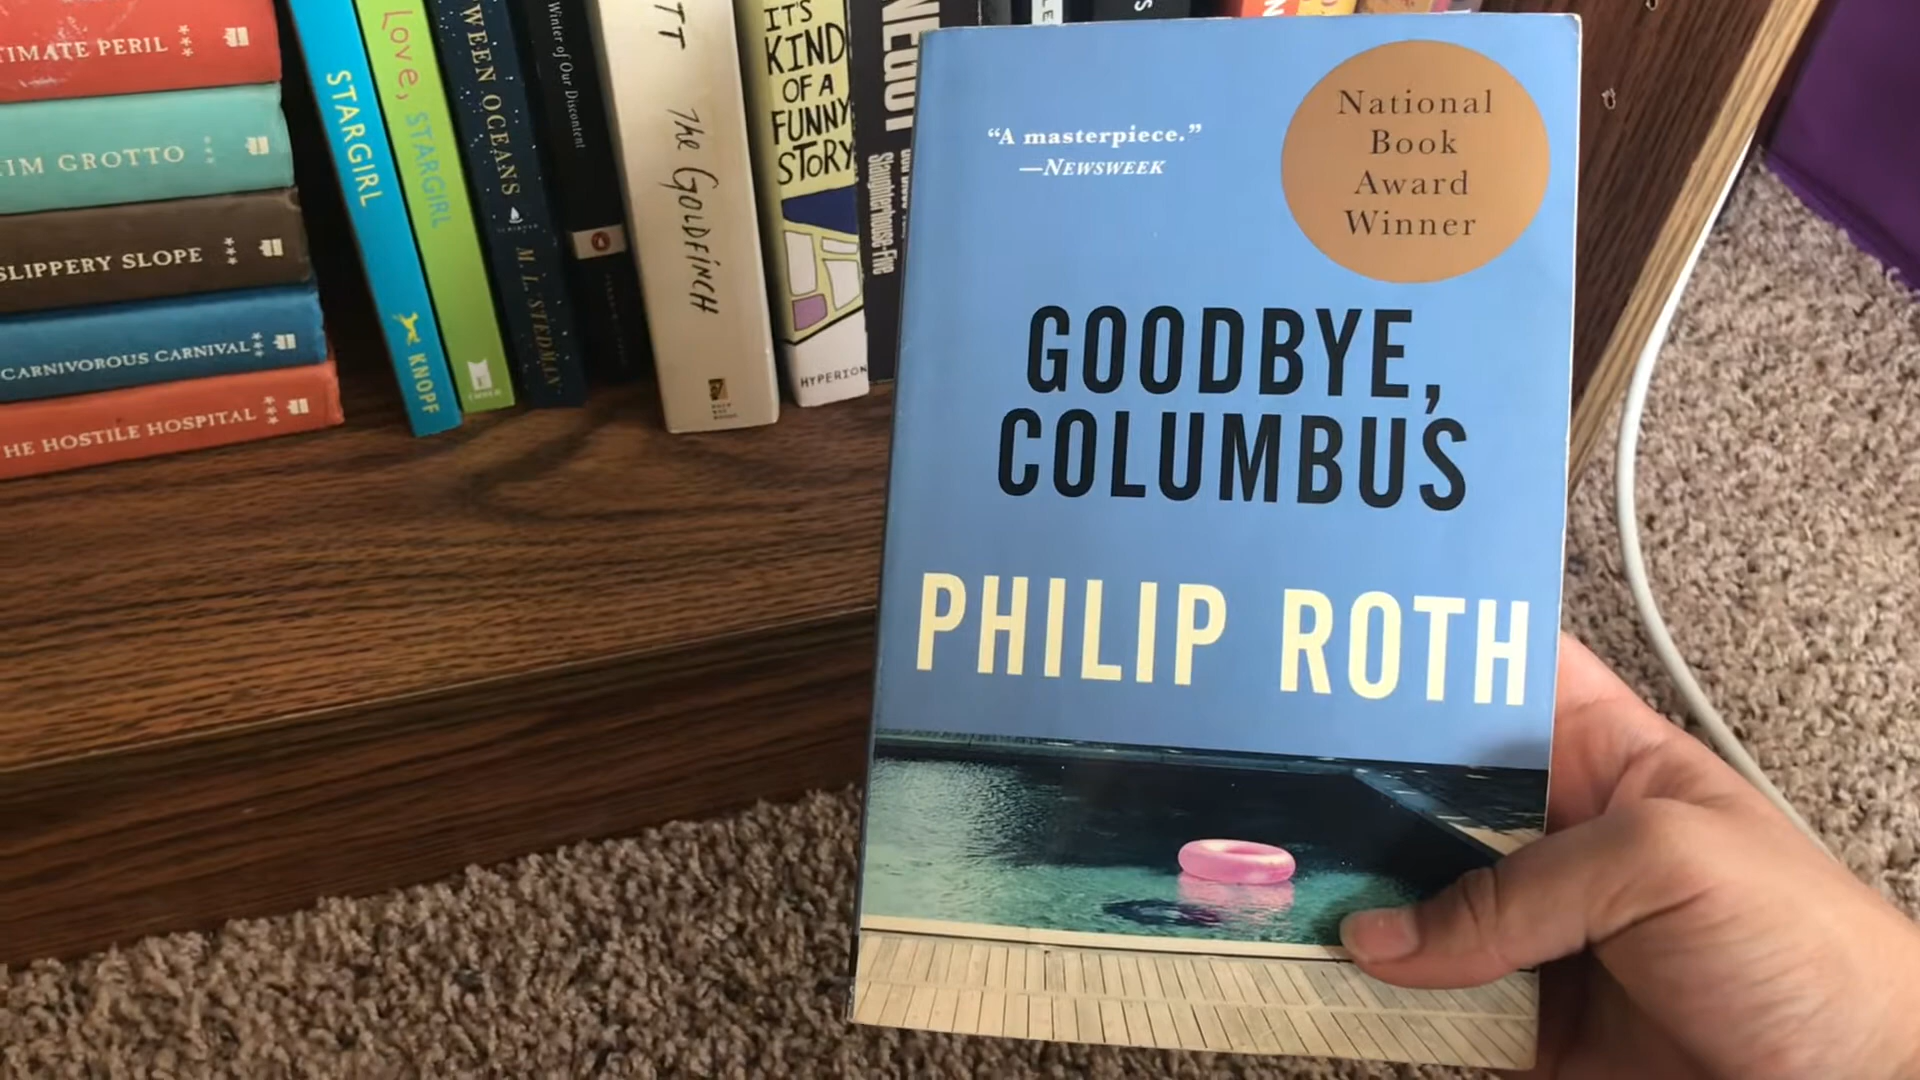 TIMATE PERIL
IM GROTTO
SLIPPERY SLOPE
CARNIVOROUS CARNIVAL
HE HOSTILE HOSPITAL
STARGIRL
KNOPF
Love, STARGIRL
WEEN OCEANS
M. L. STEDMAN
Winter of Our Discontent
TT
The GOLDFINCH
IT'S
KIND
OF A
FUNNY
STORY
HYPERION
Slaughterhouse-Five
"A masterpiece."
—NEWSWEEK
National
Book
Award
Winner
GOODBYE,
COLUMBUS
PHILIP ROTH